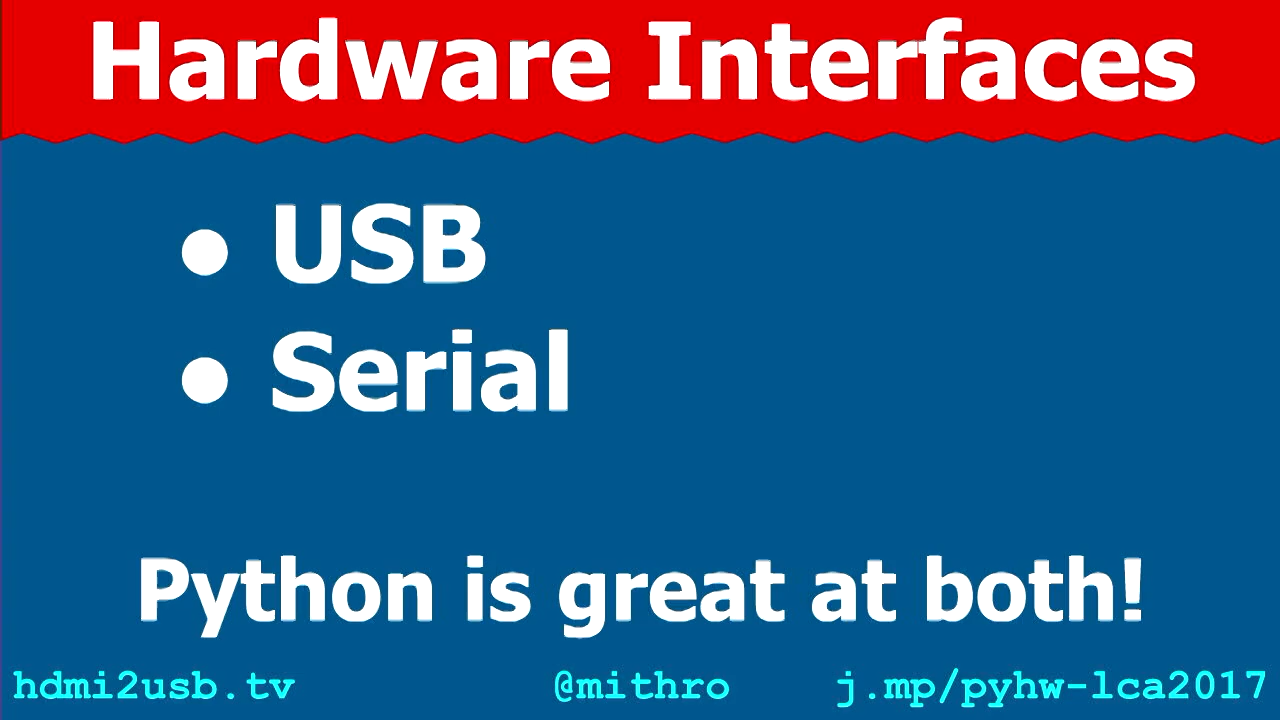 Hardware Interfaces
● USB
● Serial
Python is great at both!
hdmi2usb.tv @mithro j.mp/pyhw-lca2017